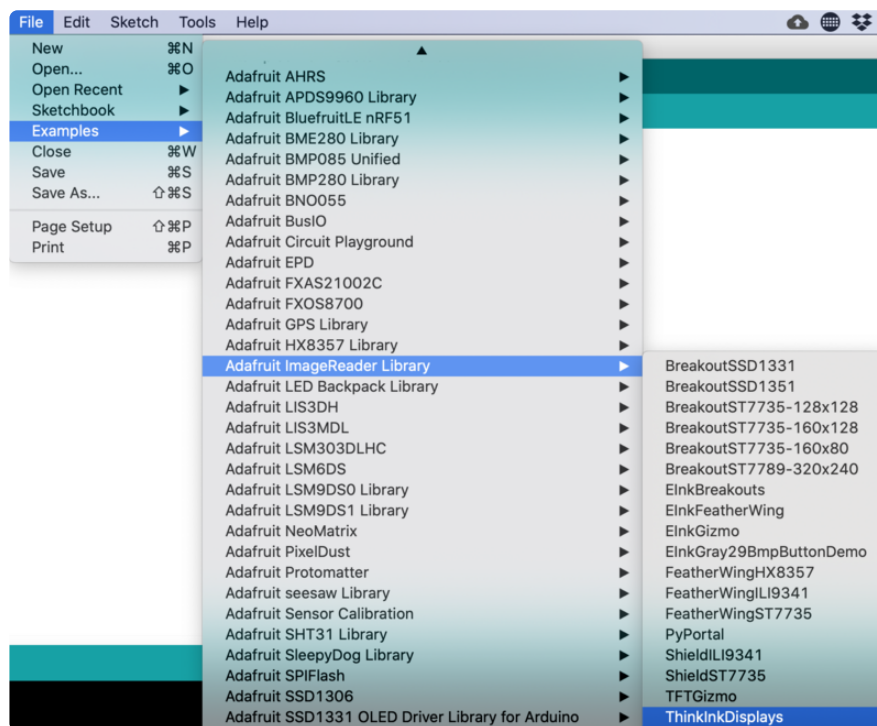 File Edit Sketch Tools Help
New ⌘N
Open... ⌘O
Open Recent ▶
Sketchbook ▶
Examples ▶
Close ⌘W
Save ⌘S
Save As... ⇧⌘S
Page Setup ⇧⌘P
Print ⌘P
Adafruit AHRS
Adafruit APDS9960 Library
Adafruit BluefruitLE nRF51
Adafruit BME280 Library
Adafruit BMP085 Unified
Adafruit BMP280 Library
Adafruit BNO055
Adafruit BusIO
Adafruit Circuit Playground
Adafruit EPD
Adafruit FXAS21002C
Adafruit FXOS8700
Adafruit GPS Library
Adafruit HX8357 Library
Adafruit ImageReader Library
Adafruit LED Backpack Library
Adafruit LIS3DH
Adafruit LIS3MDL
Adafruit LSM303DLHC
Adafruit LSM6DS
Adafruit LSM9DS0 Library
Adafruit LSM9DS1 Library
Adafruit NeoMatrix
Adafruit PixelDust
Adafruit Protomatter
Adafruit seesaw Library
Adafruit Sensor Calibration
Adafruit SHT31 Library
Adafruit SleepyDog Library
Adafruit SPIFlash
Adafruit SSD1306
Adafruit SSD1331 OLED Driver Library for Arduino
BreakoutSSD1331
BreakoutSSD1351
BreakoutST7735-128x128
BreakoutST7735-160x128
BreakoutST7735-160x80
BreakoutST7789-320x240
EInkBreakouts
EInkFeatherWing
EInkGizmo
EInkGray29BmpButtonDemo
FeatherWingHX8357
FeatherWingILI9341
FeatherWingST7735
PyPortal
ShieldILI9341
ShieldST7735
TFTGizmo
ThinkInkDisplays